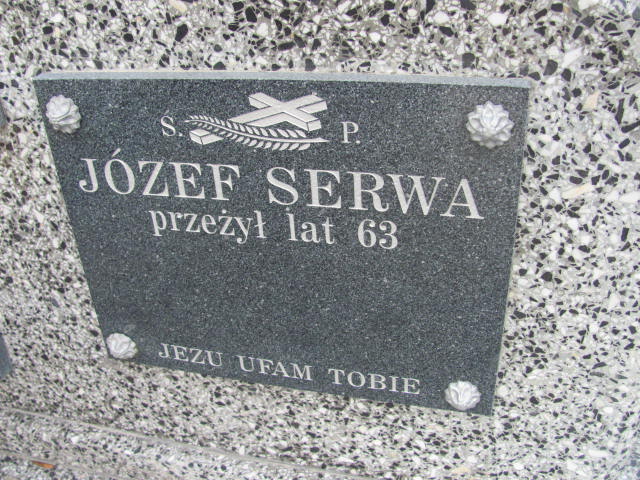 S. P.
JÓZEF SERWA
przeżył lat 63
JEZU UFAM TOBIE